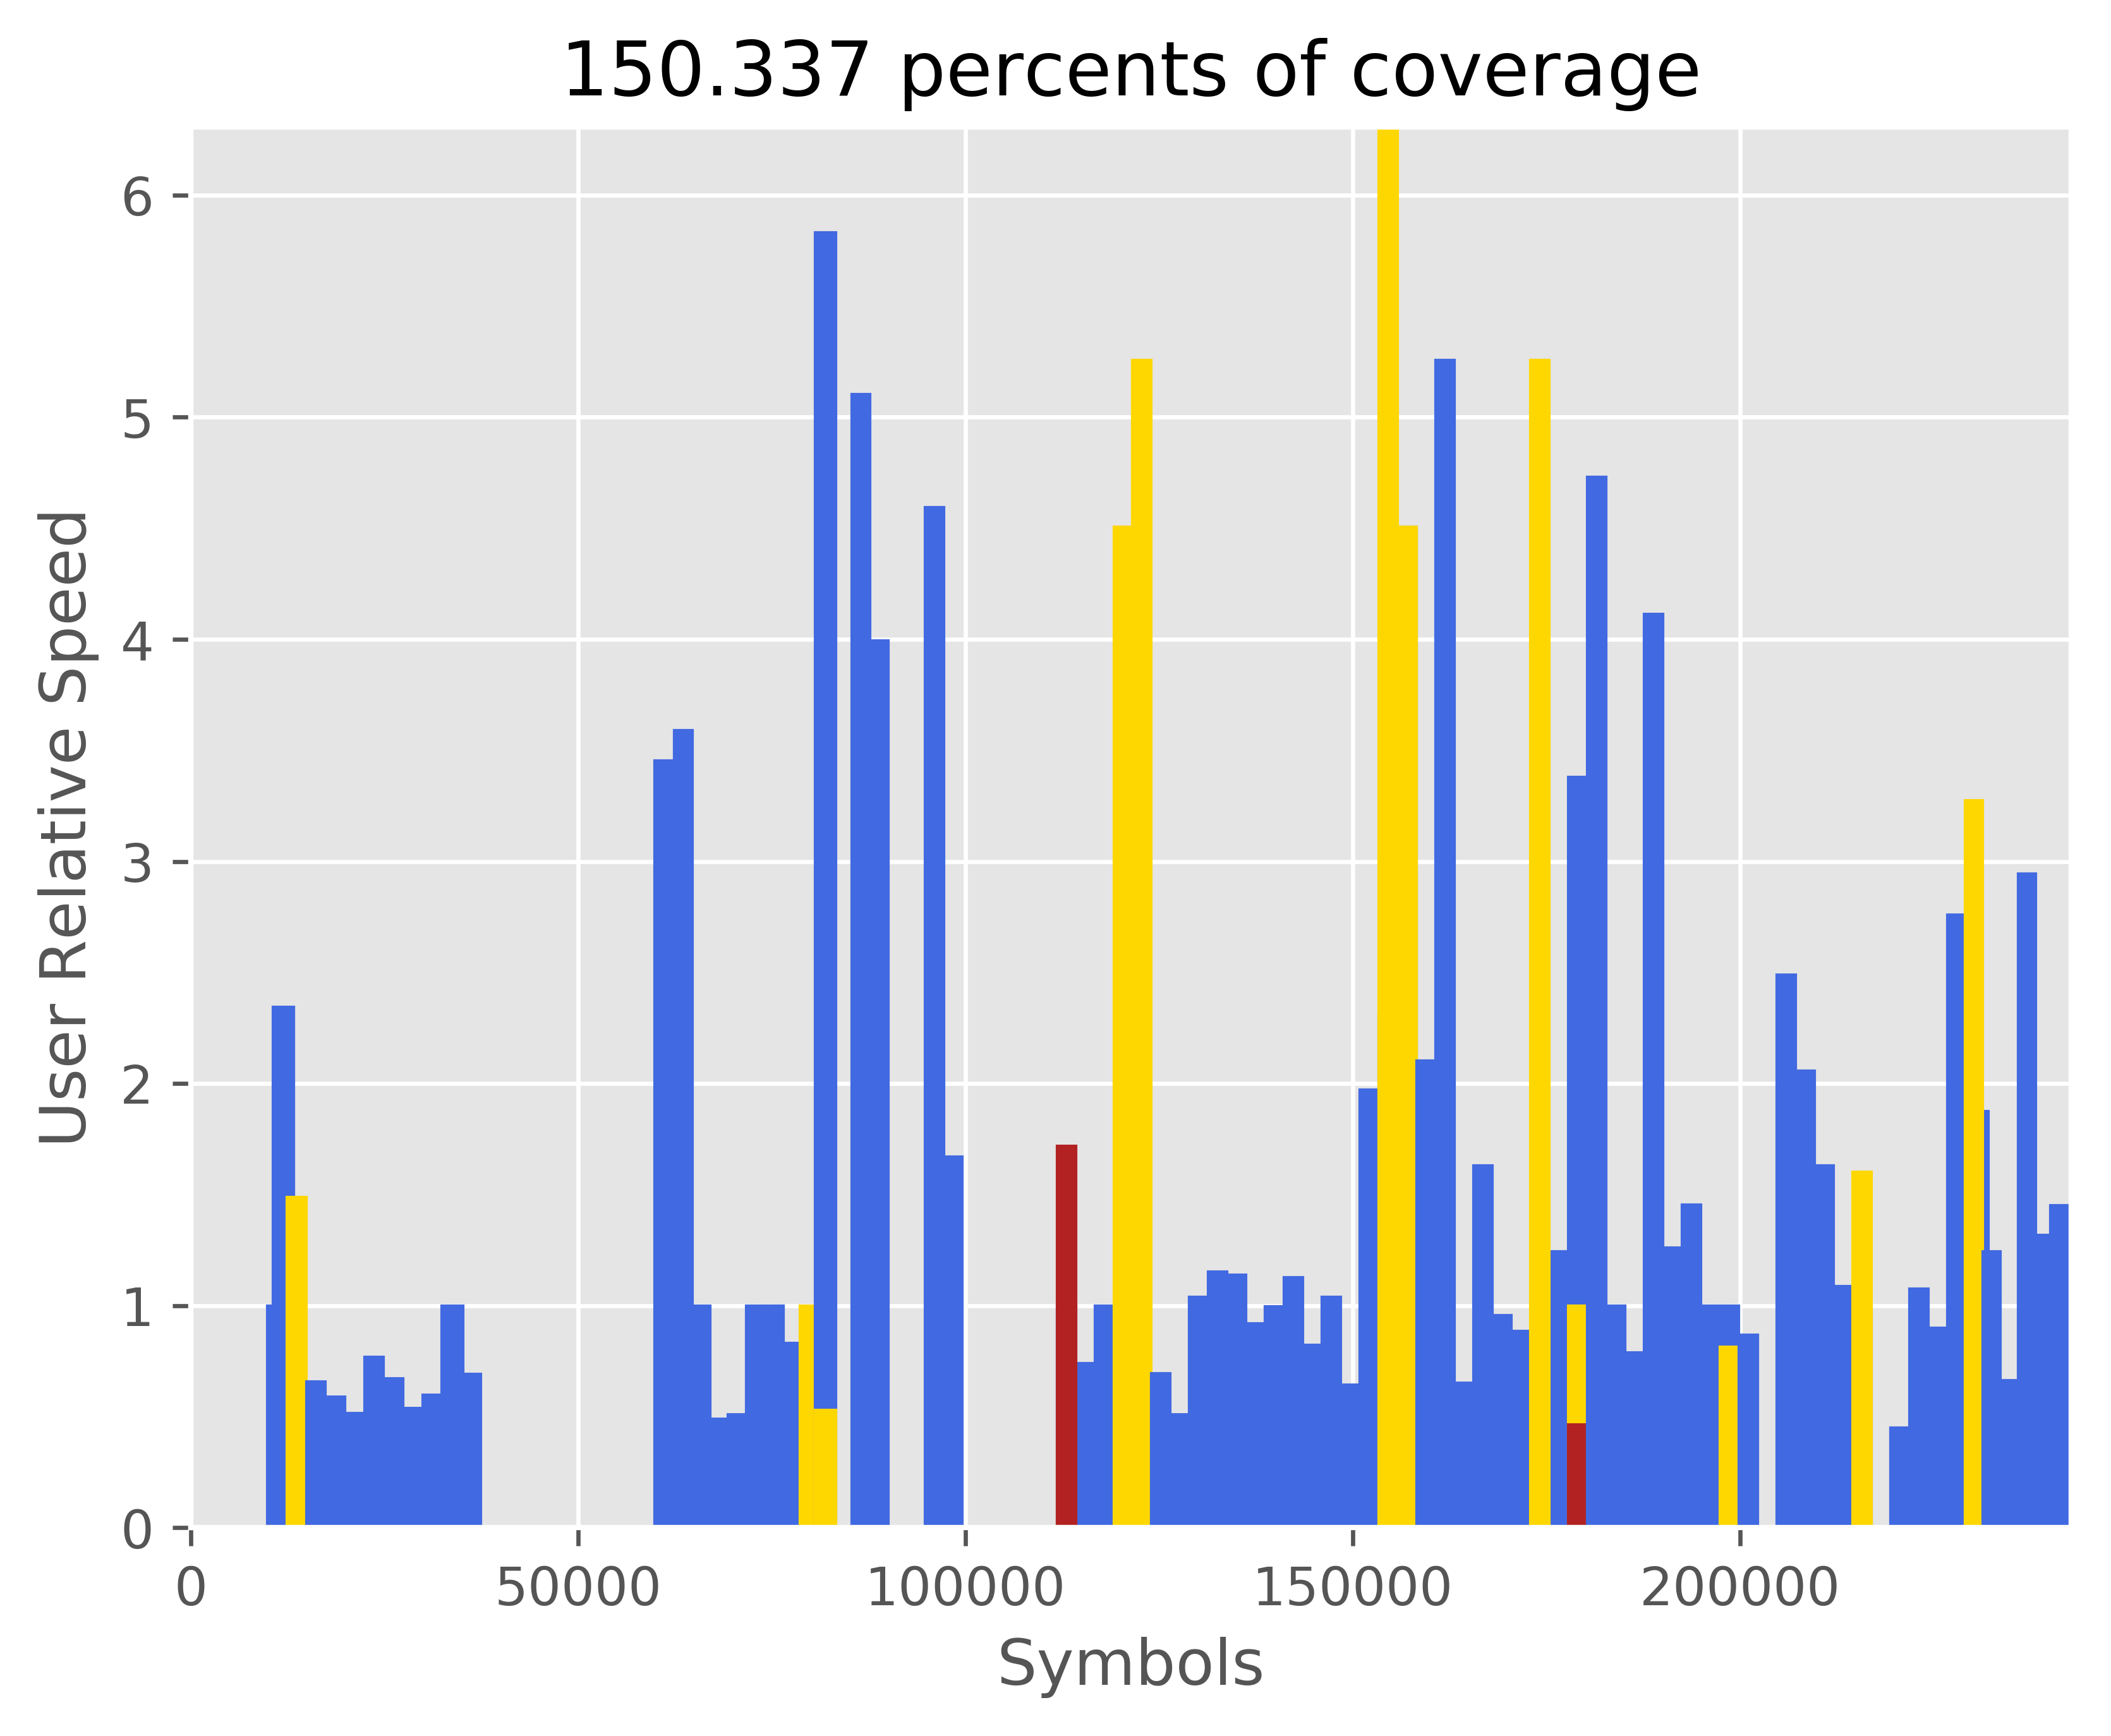 150.337 percents of coverage
6
5
4
3
2
1
0
User Relative Speed
0 50000 100000 150000 200000
Symbols